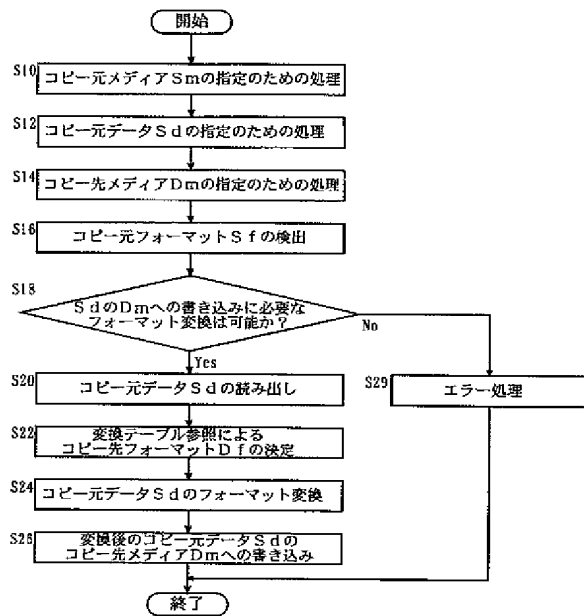 開始
S10
コピー元メディアSmの指定のための処理
S12
コピー元データSdの指定のための処理
S14
コピー先メディアDmの指定のための処理
S16
コピー元フォーマットSfの検出
S18
SdのDmへの書き込みに必要な
フォーマット変換は可能か？
No
Yes
S20
コピー元データSdの読み出し
S29
エラー処理
S22
変換テーブル参照による
コピー先フォーマットDfの決定
S24
コピー元データSdのフォーマット変換
S26
変換後のコピー元データSdの
コピー先メディアDmへの書き込み
終了